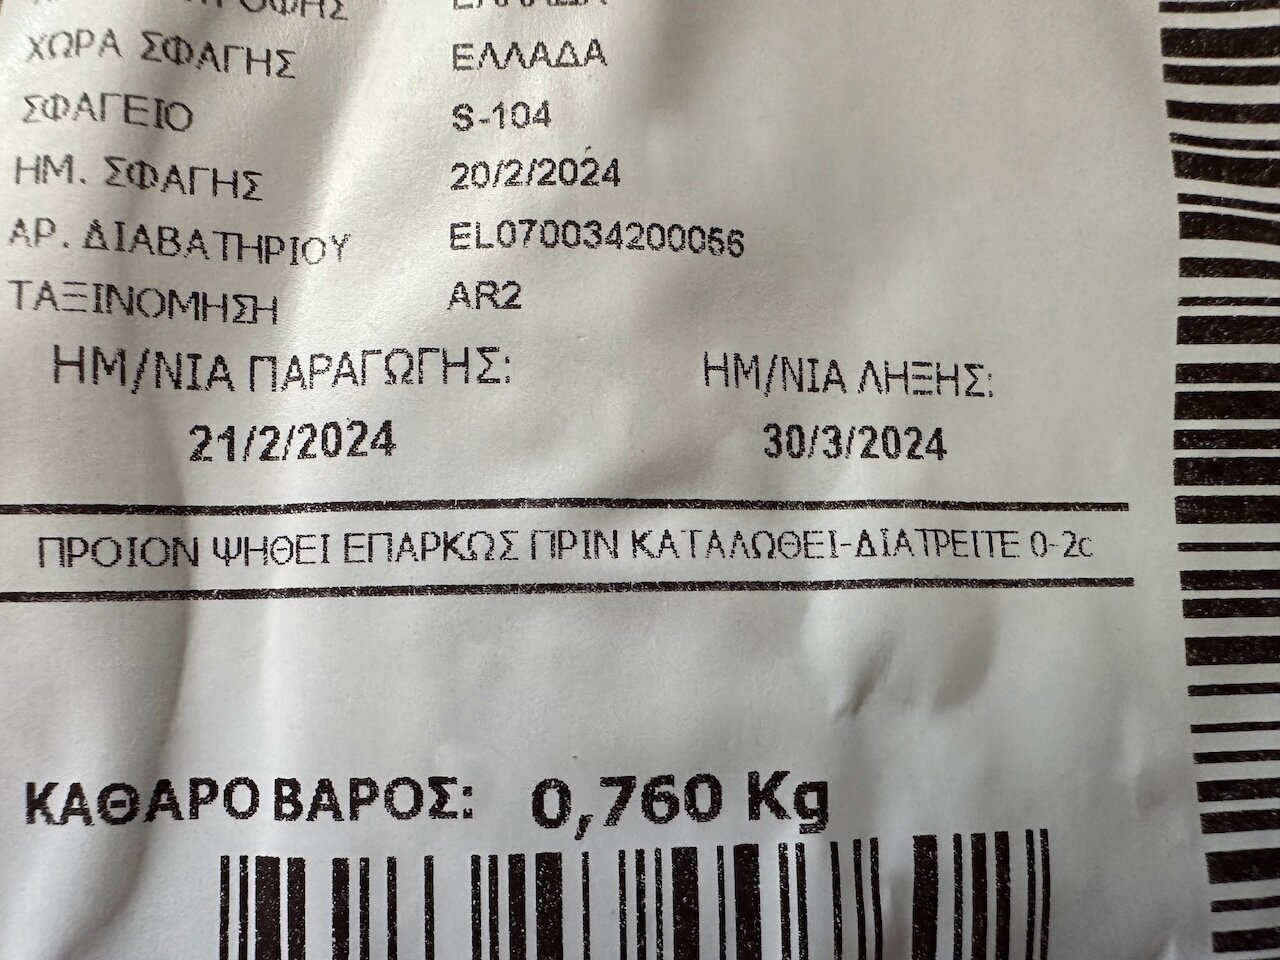 ΧΩΡΑ ΣΦΑΓΗΣ ΕΛΛΑΔΑ
ΣΦΑΓΕΙΟ S-104
ΗΜ. ΣΦΑΓΗΣ 20/2/2024
ΑΡ. ΔΙΑΒΑΤΗΡΙΟΥ EL070034200056
ΤΑΞΙΝΟΜΗΣΗ AR2
ΗΜ/ΝΙΑ ΠΑΡΑΓΩΓΗΣ: ΗΜ/ΝΙΑ ΛΗΞΗΣ:
21/2/2024 30/3/2024
ΠΡΟΙΟΝ ΨΗΘΕΙ ΕΠΑΡΚΩΣ ΠΡΙΝ ΚΑΤΑΛΩΘΕΙ-ΔΙΑΤΡΕΙΤΕ 0-2c
ΚΑΘΑΡΟ ΒΑΡΟΣ: 0,760 Kg